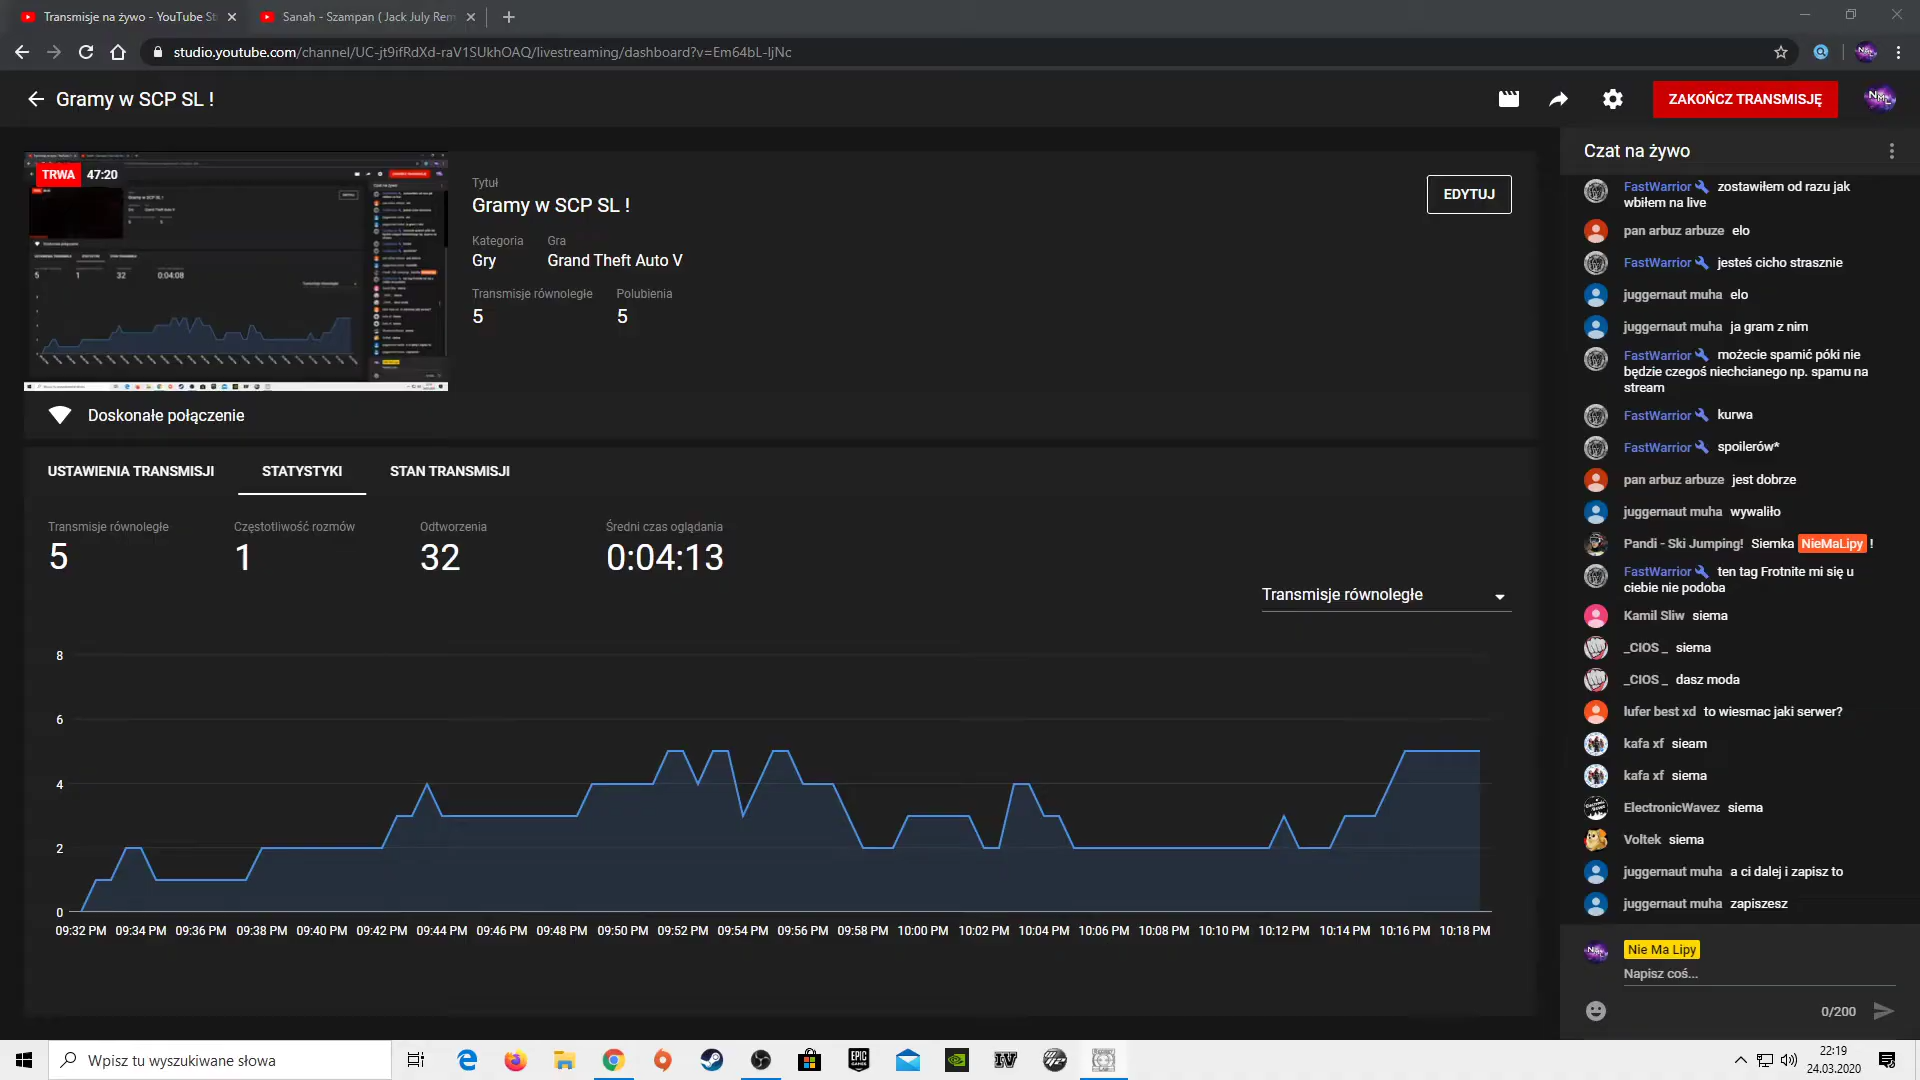 Transmisje na żywo - YouTube St
Sanah - Szampan ( Jack July Rem
studio.youtube.com/channel/UC-jt9ifRdXd-raV1SUkhOAQ/livestreaming/dashboard?v=Em64bL-IjNc
Gramy w SCP SL !
ZAKOŃCZ TRANSMISJĘ
TRWA 47:20
Tytuł
Gramy w SCP SL !
EDYTUJ
Kategoria Gra
Gry Grand Theft Auto V
Transmisje równoległe Polubienia
5 5
Doskonałe połączenie
USTAWIENIA TRANSMISJI STATYSTYKI STAN TRANSMISJI
Transmisje równoległe Częstotliwość rozmów Odtworzenia Średni czas oglądania
5 1 32 0:04:13
Transmisje równoległe
8
6
4
2
0
09:32 PM 09:34 PM 09:36 PM 09:38 PM 09:40 PM 09:42 PM 09:44 PM 09:46 PM 09:48 PM 09:50 PM 09:52 PM 09:54 PM 09:56 PM 09:58 PM 10:00 PM 10:02 PM 10:04 PM 10:06 PM 10:08 PM 10:10 PM 10:12 PM 10:14 PM 10:16 PM 10:18 PM
Czat na żywo
FastWarrior zostawiłem od razu jak
wbiłem na live
pan arbuz arbuze elo
FastWarrior jesteś cicho strasznie
juggernaut muha elo
juggernaut muha ja gram z nim
FastWarrior możecie spamić póki nie
będzie czegoś niechcianego np. spamu na
stream
FastWarrior kurwa
FastWarrior spoilerów*
pan arbuz arbuze jest dobrze
juggernaut muha wywaliło
Pandi - Ski Jumping! Siemka NieMaLipy !
FastWarrior ten tag Frotnite mi się u
ciebie nie podoba
Kamil Sliw siema
_CIOS_ siema
_CIOS_ dasz moda
lufer best xd to wiesmac jaki serwer?
kafa xf sieam
kafa xf siema
ElectronicWavez siema
Voltek siema
juggernaut muha a ci dalej i zapisz to
juggernaut muha zapiszesz
Nie Ma Lipy
Napisz coś...
0/200
Wpisz tu wyszukiwane słowa
EPIC
GAMES
IV
22:19
24.03.2020